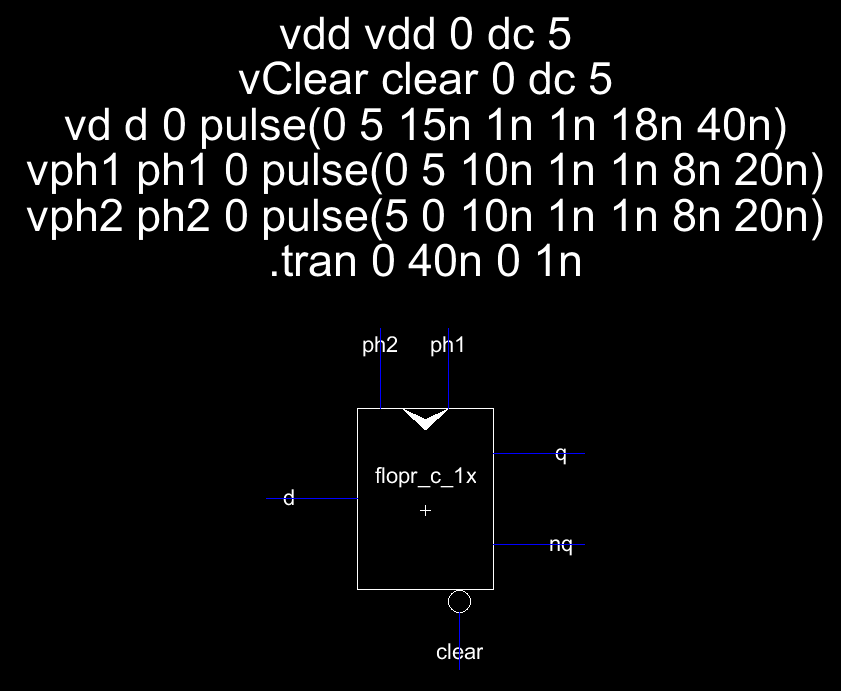 vdd vdd 0 dc 5
vClear clear 0 dc 5
vd d 0 pulse(0 5 15n 1n 1n 18n 40n)
vph1 ph1 0 pulse(0 5 10n 1n 1n 8n 20n)
vph2 ph2 0 pulse(5 0 10n 1n 1n 8n 20n)
.tran 0 40n 0 1n
ph2 ph1
q
flopr_c_1x
d
nq
clear